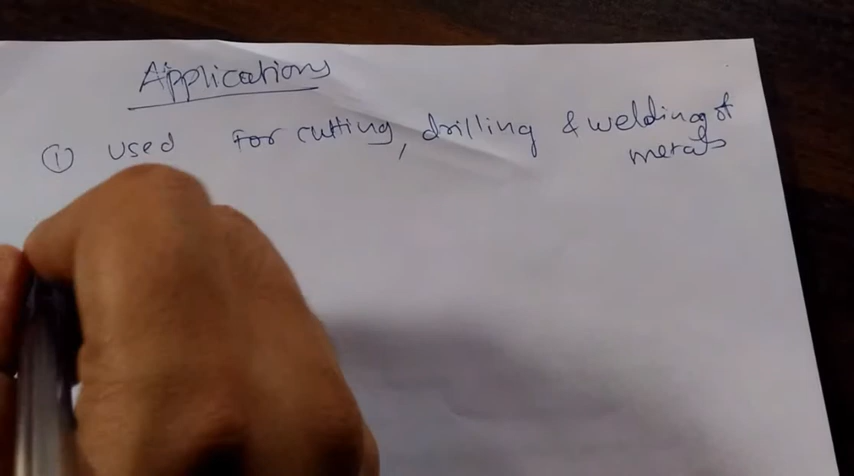 Applications
① Used for cutting, drilling & welding of
metals